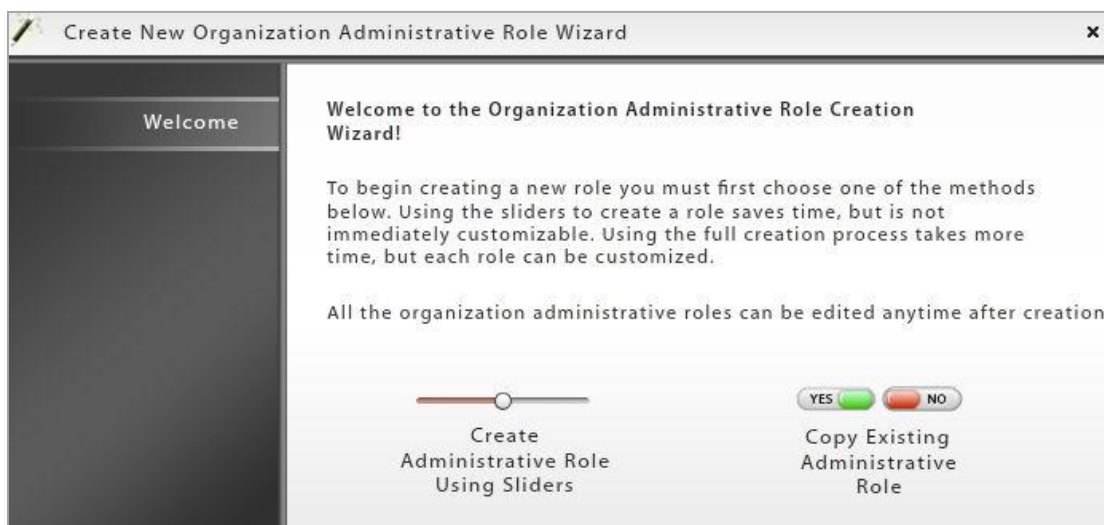 Create New Organization Administrative Role Wizard
Welcome
Welcome to the Organization Administrative Role Creation
Wizard!
To begin creating a new role you must first choose one of the methods
below. Using the sliders to create a role saves time, but is not
immediately customizable. Using the full creation process takes more
time, but each role can be customized.
All the organization administrative roles can be edited anytime after creation
YES NO
Create
Administrative Role
Using Sliders
Copy Existing
Administrative
Role